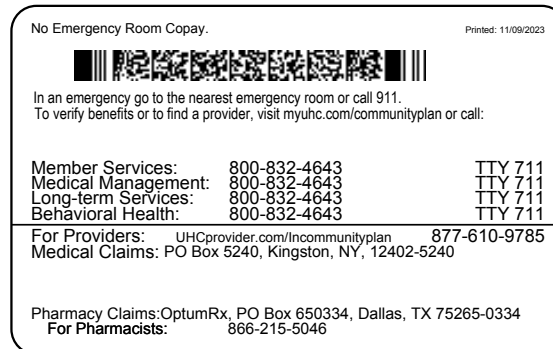 No Emergency Room Copay. Printed: 11/09/2023
In an emergency go to the nearest emergency room or call 911.
To verify benefits or to find a provider, visit myuhc.com/communityplan or call:
Member Services: 800-832-4643 TTY 711
Medical Management: 800-832-4643 TTY 711
Long-term Services: 800-832-4643 TTY 711
Behavioral Health: 800-832-4643 TTY 711
For Providers: UHCprovider.com/Incommunityplan 877-610-9785
Medical Claims: PO Box 5240, Kingston, NY, 12402-5240
Pharmacy Claims:OptumRx, PO Box 650334, Dallas, TX 75265-0334
For Pharmacists: 866-215-5046